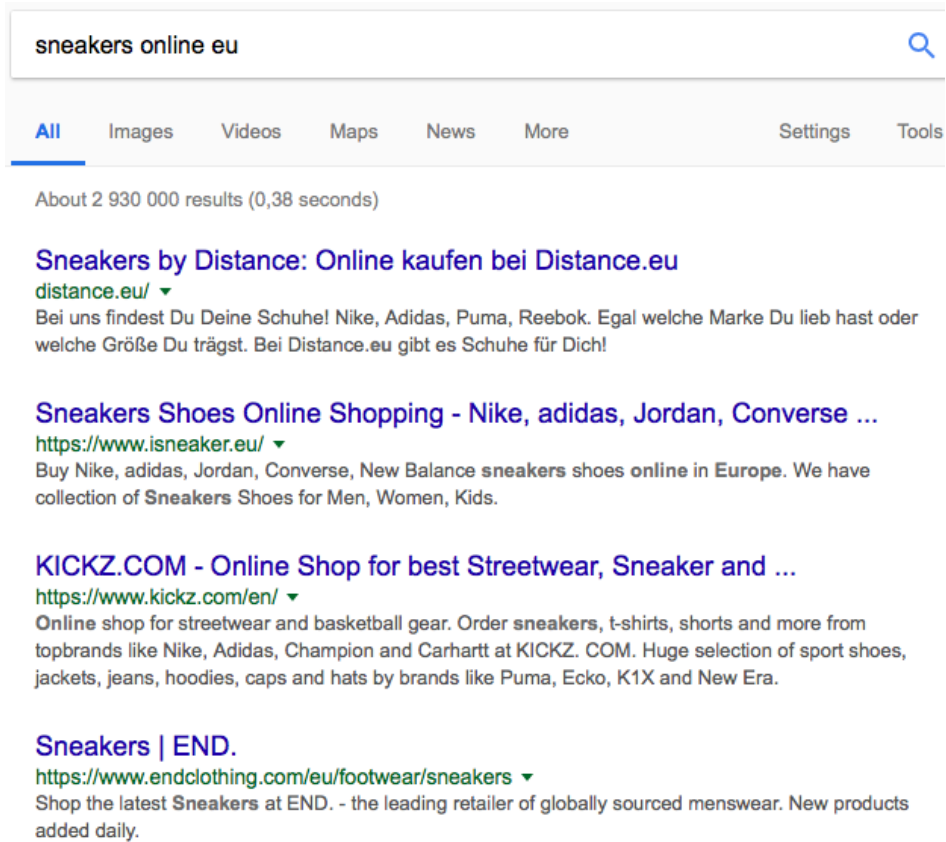 sneakers online eu
All Images Videos Maps News More Settings Tools
About 2 930 000 results (0,38 seconds)
Sneakers by Distance: Online kaufen bei Distance.eu
distance.eu/
Bei uns findest Du Deine Schuhe! Nike, Adidas, Puma, Reebok. Egal welche Marke Du lieb hast oder
welche Größe Du trägst. Bei Distance.eu gibt es Schuhe für Dich!
Sneakers Shoes Online Shopping - Nike, adidas, Jordan, Converse ...
https://www.isneaker.eu/
Buy Nike, adidas, Jordan, Converse, New Balance sneakers shoes online in Europe. We have
collection of Sneakers Shoes for Men, Women, Kids.
KICKZ.COM - Online Shop for best Streetwear, Sneaker and ...
https://www.kickz.com/en/
Online shop for streetwear and basketball gear. Order sneakers, t-shirts, shorts and more from
topbrands like Nike, Adidas, Champion and Carhartt at KICKZ. COM. Huge selection of sport shoes,
jackets, jeans, hoodies, caps and hats by brands like Puma, Ecko, K1X and New Era.
Sneakers | END.
https://www.endclothing.com/eu/footwear/sneakers
Shop the latest Sneakers at END. - the leading retailer of globally sourced menswear. New products
added daily.